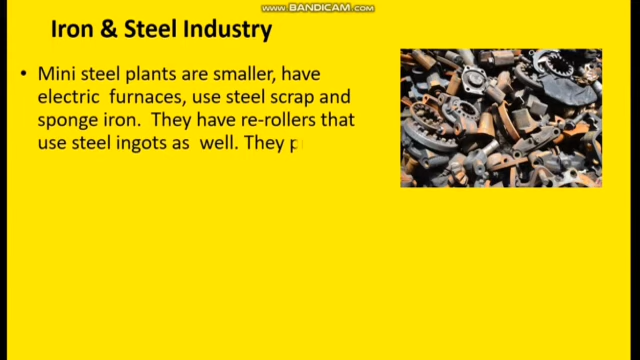 www.BANDICAM.com
Iron & Steel Industry
• Mini steel plants are smaller, have
electric furnaces, use steel scrap and
sponge iron. They have re-rollers that
use steel ingots as well. They p